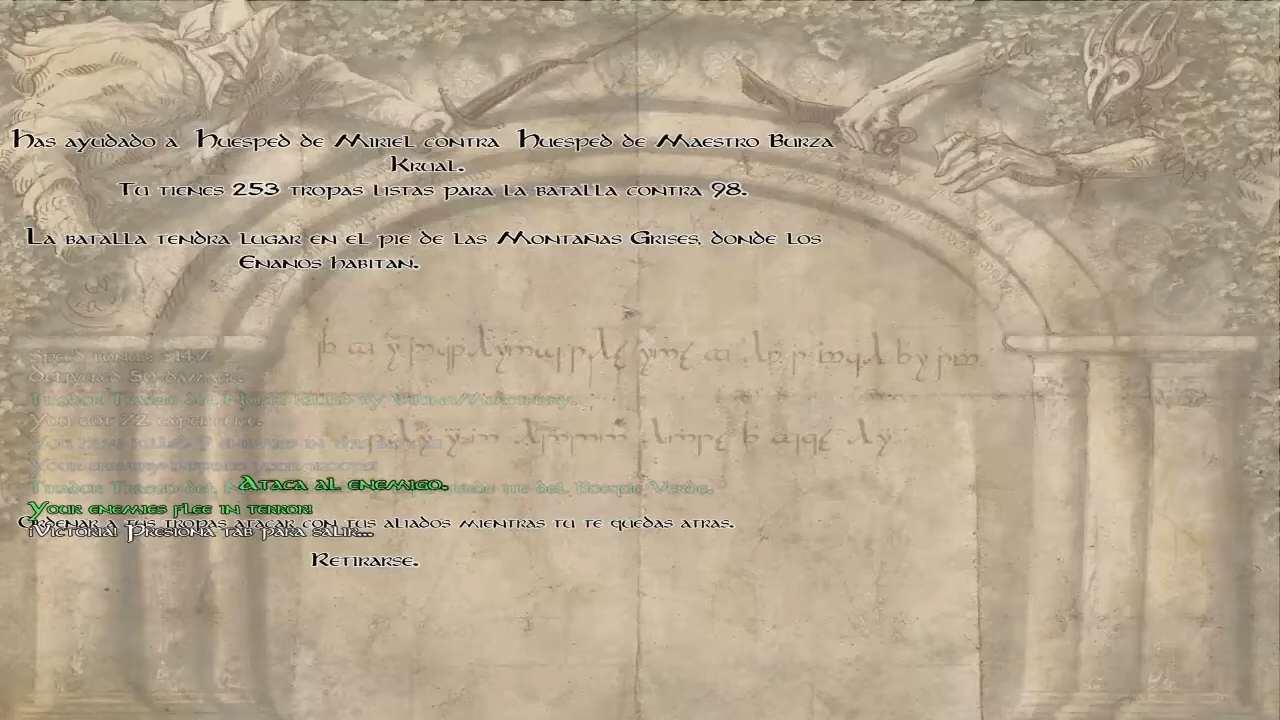 Has ayudado a Huesped de Miriel contra Huesped de Maestro Burza
Krual.
Tu tienes 253 tropas listas para la batalla contra 98.
La batalla tendra lugar en el pie de las Montañas Grises, donde los
Enanos habitan.
Speed bonus: +14%
Delivered 50 damage.
You got 72 experience.
Ataca al enemigo.
Your enemies flee in terror!
Ordenar a tus tropas atacar con tus aliados mientras tu te quedas atras.
¡Victoria! Presiona tab para salir...
Retirarse.